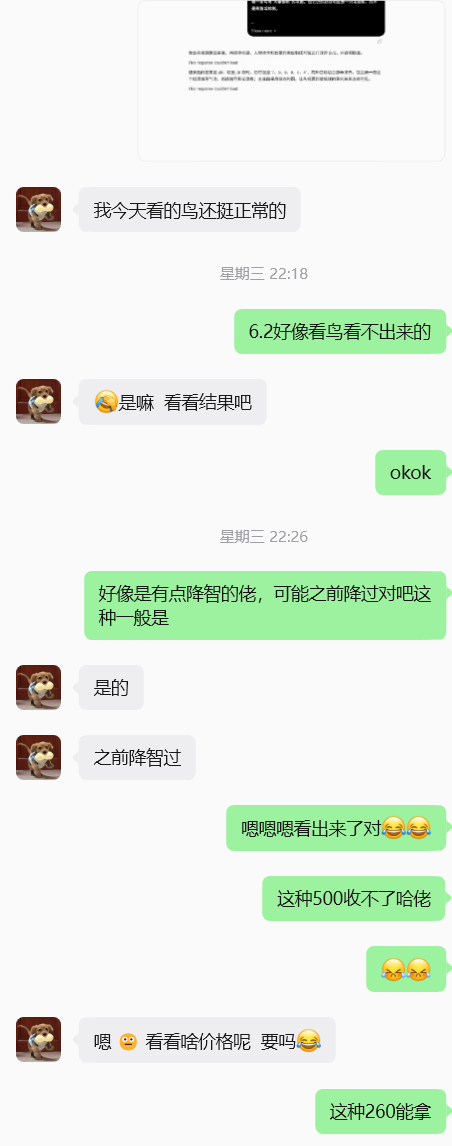 我今天看的鸟还挺正常的
星期三 22:18
6.2好像看鸟看不出来的
是嘛 看看结果吧
okok
星期三 22:26
好像是有点降智的佬，可能之前降过对吧这
种一般是
是的
之前降智过
嗯嗯嗯看出来了对😂😂
这种500收不了哈佬
😹😹
嗯 😳 看看啥价格呢 要吗😂
这种260能拿